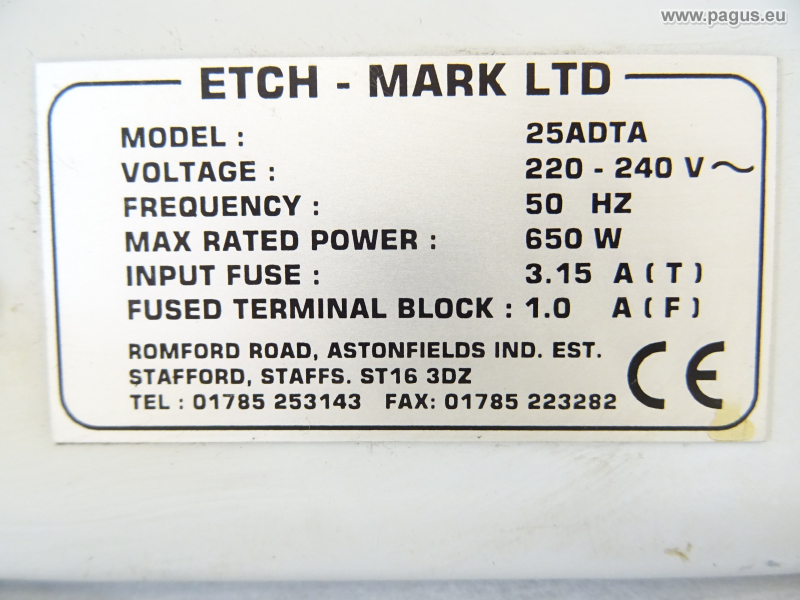 www.pagus.eu
ETCH - MARK LTD
MODEL : 25ADTA
VOLTAGE : 220 - 240 V ~
FREQUENCY : 50 HZ
MAX RATED POWER : 650 W
INPUT FUSE : 3.15 A ( T )
FUSED TERMINAL BLOCK : 1.0 A ( F )
ROMFORD ROAD, ASTONFIELDS IND. EST.
STAFFORD, STAFFS. ST16 3DZ
TEL : 01785 253143 FAX: 01785 223282
CE